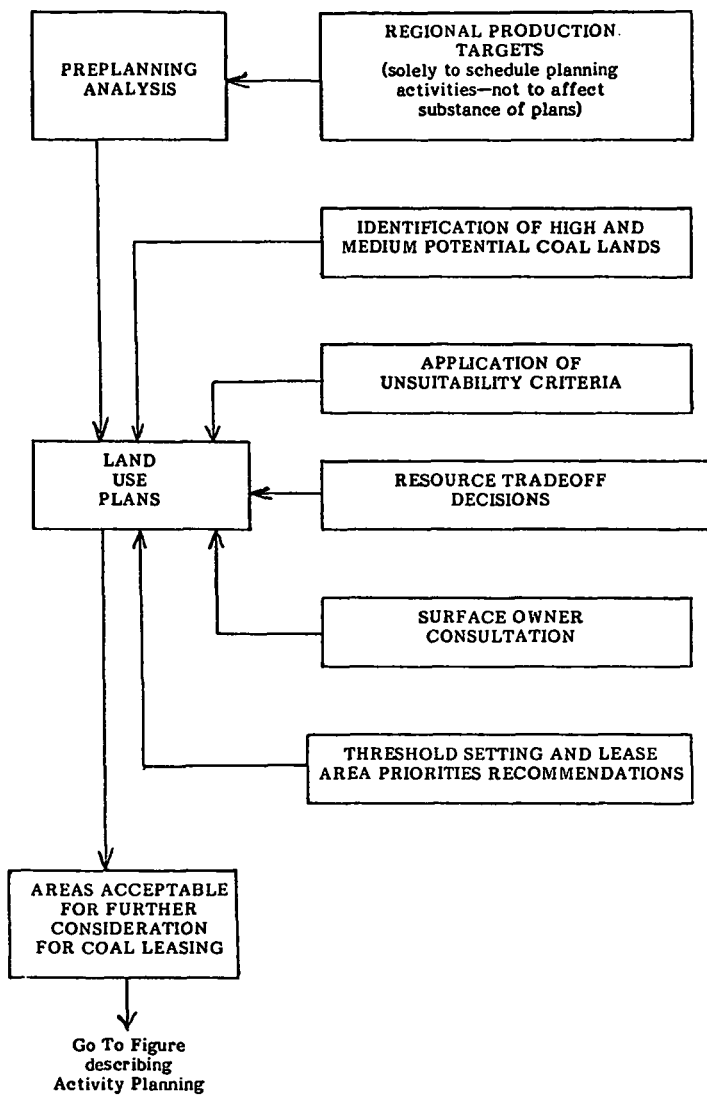 PREPLANNING
ANALYSIS
REGIONAL PRODUCTION.
TARGETS
(solely to schedule planning
activities—not to affect
substance of plans)
IDENTIFICATION OF HIGH AND
MEDIUM POTENTIAL COAL LANDS
APPLICATION OF
UNSUITABILITY CRITERIA
LAND
USE
PLANS
RESOURCE TRADEOFF
DECISIONS
SURFACE OWNER
CONSULTATION
THRESHOLD SETTING AND LEASE
AREA PRIORITIES RECOMMENDATIONS
AREAS ACCEPTABLE
FOR FURTHER
CONSIDERATION
FOR COAL LEASING
Go To Figure
describing
Activity Planning